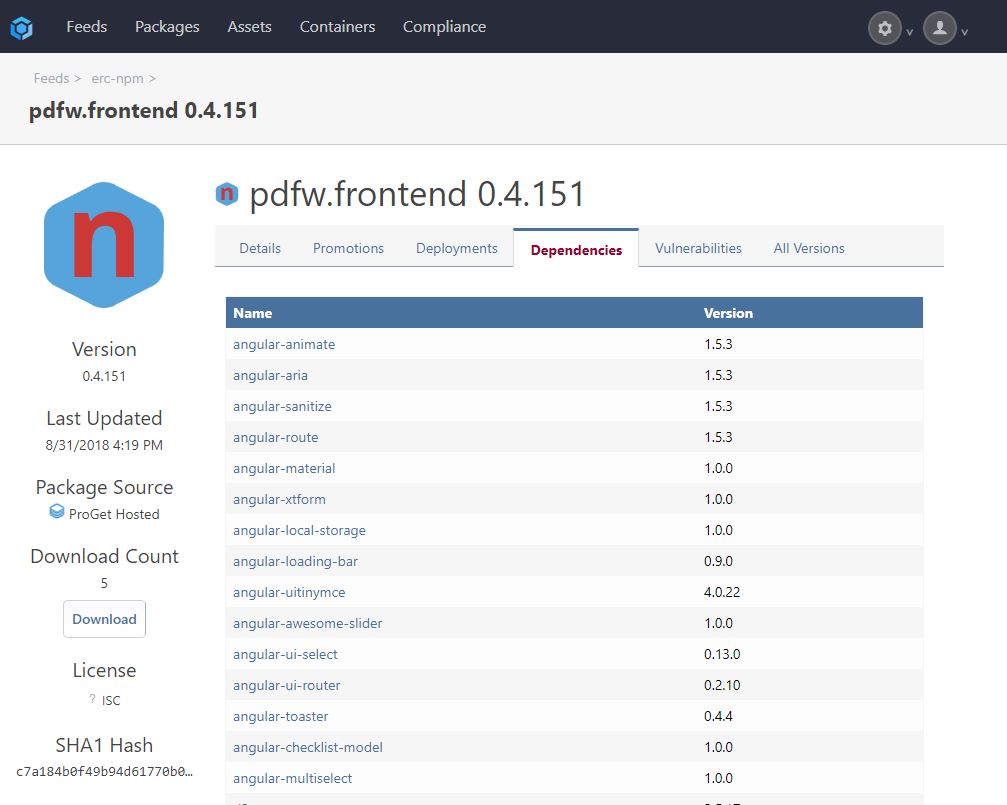 Feeds Packages Assets Containers Compliance
Feeds > erc-npm >
pdfw.frontend 0.4.151
n
n pdfw.frontend 0.4.151
Details Promotions Deployments Dependencies Vulnerabilities All Versions
Version
0.4.151
Last Updated
8/31/2018 4:19 PM
Package Source
ProGet Hosted
Download Count
5
Download
License
? ISC
SHA1 Hash
c7a184b0f49b94d61770b0…
Name Version
angular-animate 1.5.3
angular-aria 1.5.3
angular-sanitize 1.5.3
angular-route 1.5.3
angular-material 1.0.0
angular-xtform 1.0.0
angular-local-storage 1.0.0
angular-loading-bar 0.9.0
angular-uitinymce 4.0.22
angular-awesome-slider 1.0.0
angular-ui-select 0.13.0
angular-ui-router 0.2.10
angular-toaster 0.4.4
angular-checklist-model 1.0.0
angular-multiselect 1.0.0